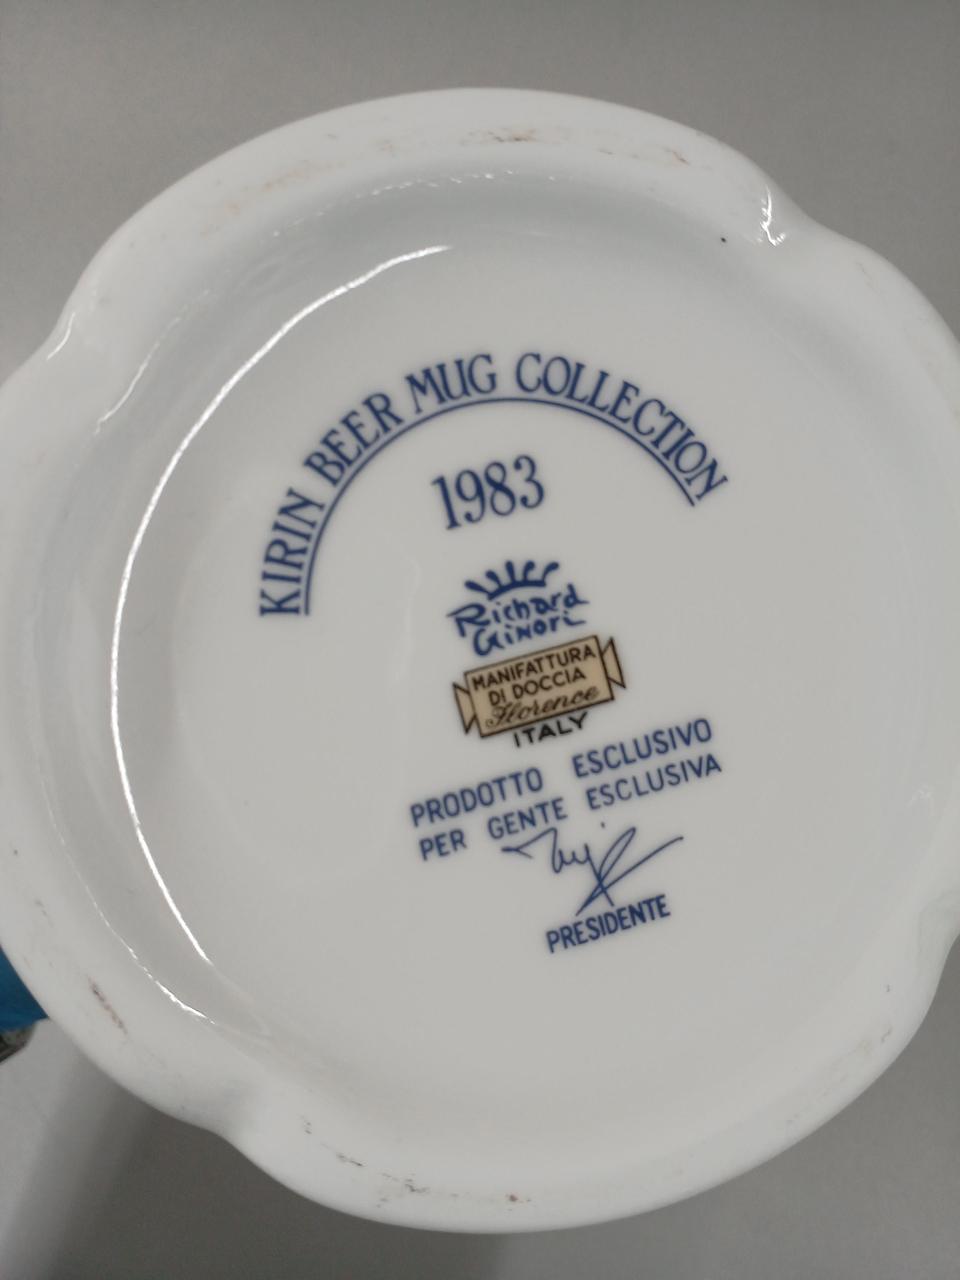 KIRIN BEER MUG COLLECTION
1983
Richard
Ginori
MANIFATTURA
DI DOCCIA
Florence
ITALY
PRODOTTO ESCLUSIVO
PER GENTE ESCLUSIVA
PRESIDENTE